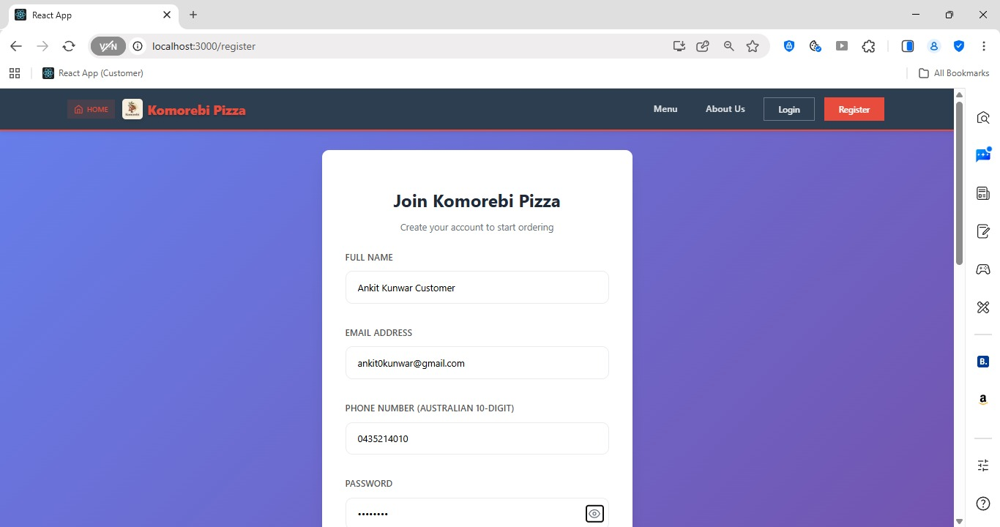 React App
VPN
localhost:3000/register
React App (Customer)
All Bookmarks
HOME
Komorebi Pizza
Menu
About Us
Login
Register
Join Komorebi Pizza
Create your account to start ordering
FULL NAME
Ankit Kunwar Customer
EMAIL ADDRESS
ankit0kunwar@gmail.com
PHONE NUMBER (AUSTRALIAN 10-DIGIT)
0435214010
PASSWORD
••••••••
B.
a